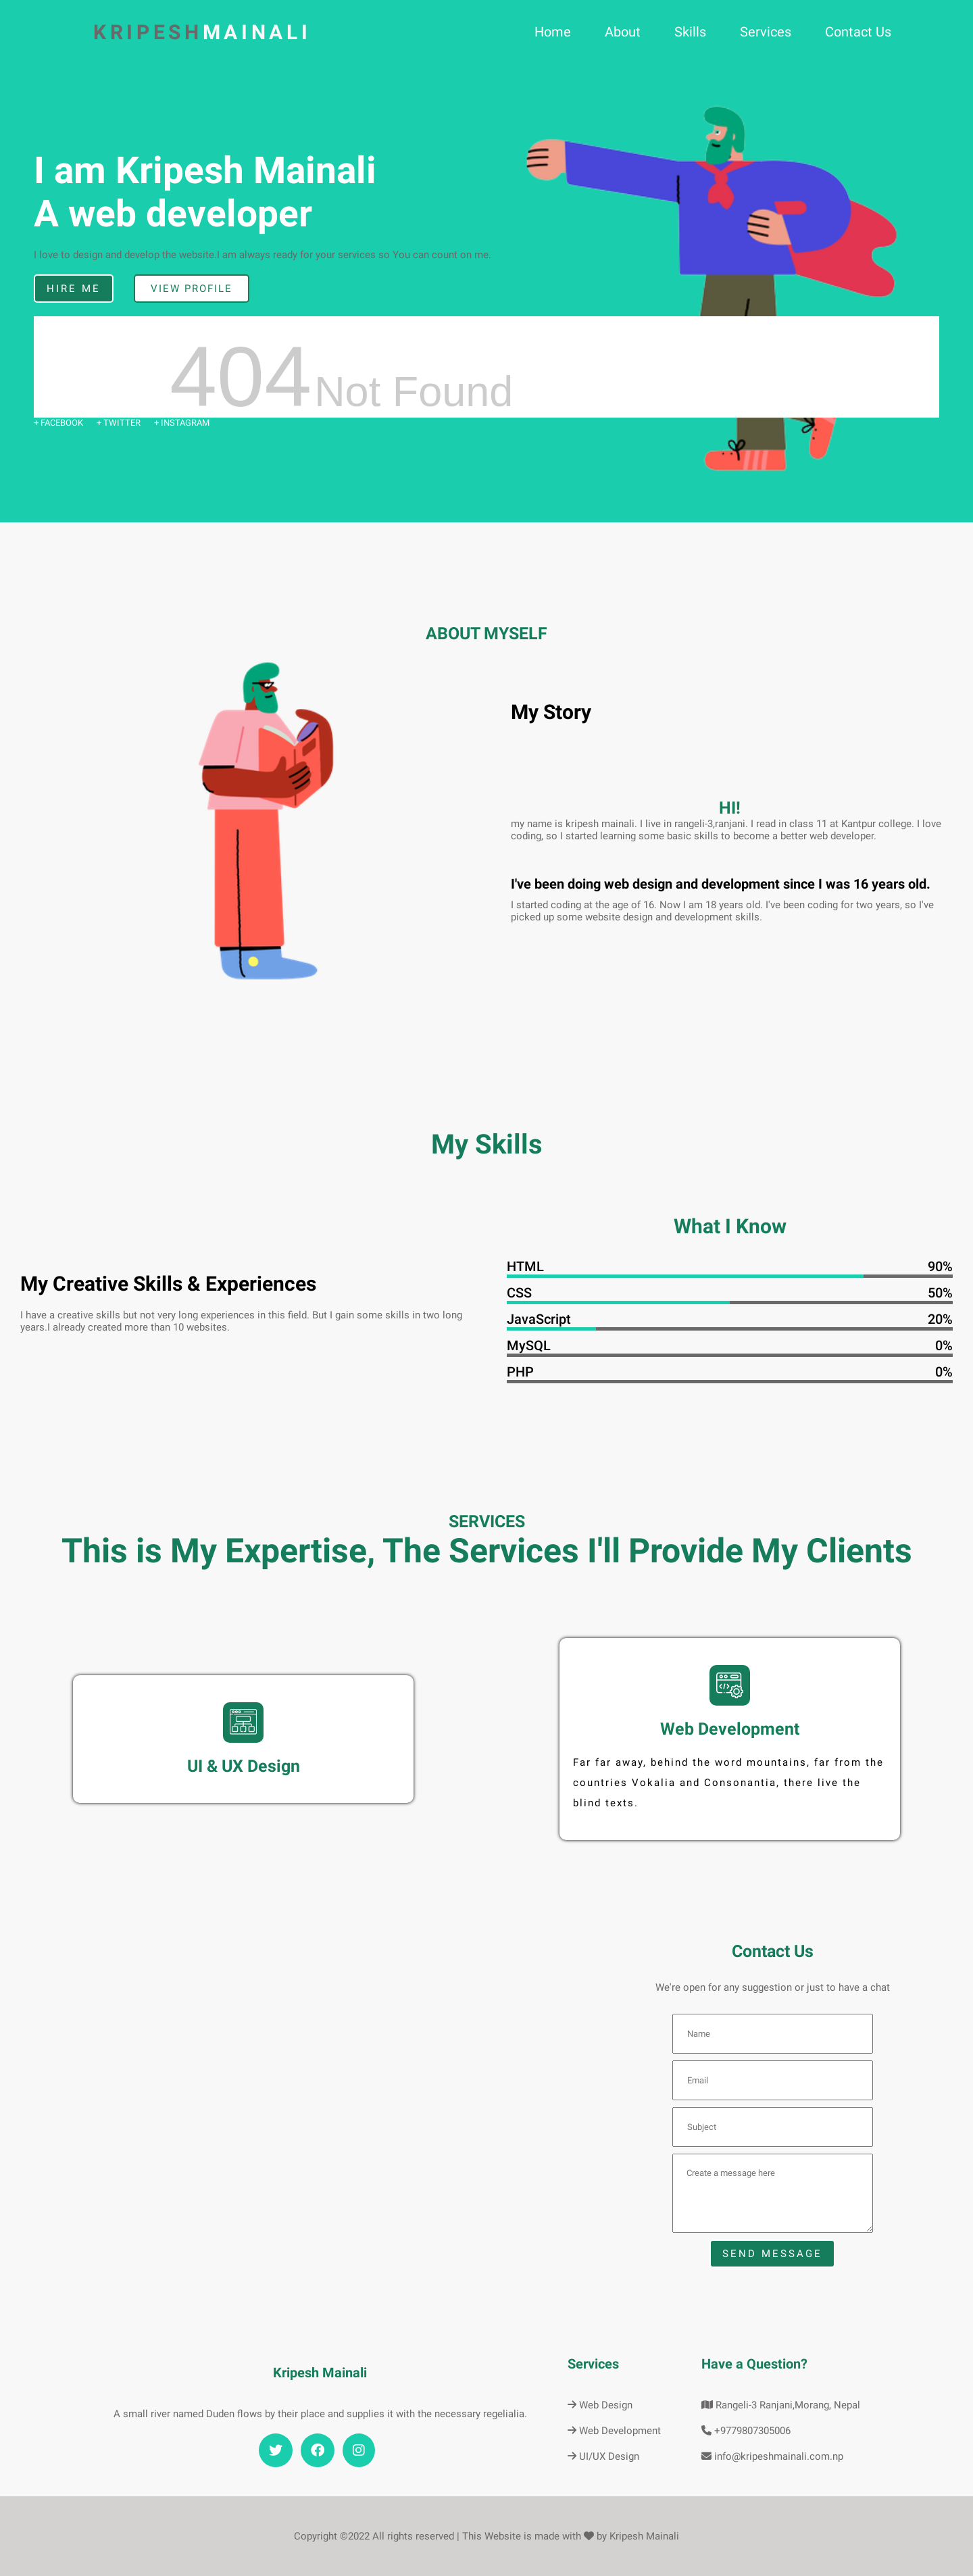 KRIPESHMAINALI
Home About Skills Services Contact Us
I am Kripesh Mainali
A web developer
I love to design and develop the website.I am always ready for your services so You can count on me.
HIRE ME VIEW PROFILE
404 Not Found
+ FACEBOOK + TWITTER + INSTAGRAM
ABOUT MYSELF
My Story
HI!
my name is kripesh mainali. I live in rangeli-3,ranjani. I read in class 11 at Kantpur college. I love
coding, so I started learning some basic skills to become a better web developer.
I've been doing web design and development since I was 16 years old.
I started coding at the age of 16. Now I am 18 years old. I've been coding for two years, so I've
picked up some website design and development skills.
My Skills
My Creative Skills & Experiences
I have a creative skills but not very long experiences in this field. But I gain some skills in two long
years.I already created more than 10 websites.
What I Know
HTML 90%
CSS 50%
JavaScript 20%
MySQL 0%
PHP 0%
SERVICES
This is My Expertise, The Services I'll Provide My Clients
UI & UX Design
Web Development
Far far away, behind the word mountains, far from the
countries Vokalia and Consonantia, there live the
blind texts.
Contact Us
We're open for any suggestion or just to have a chat
Name
Email
Subject
Create a message here
SEND MESSAGE
Kripesh Mainali
A small river named Duden flows by their place and supplies it with the necessary regelialia.
Services
Web Design
Web Development
UI/UX Design
Have a Question?
Rangeli-3 Ranjani,Morang, Nepal
+9779807305006
info@kripeshmainali.com.np
Copyright ©2022 All rights reserved | This Website is made with ♥ by Kripesh Mainali